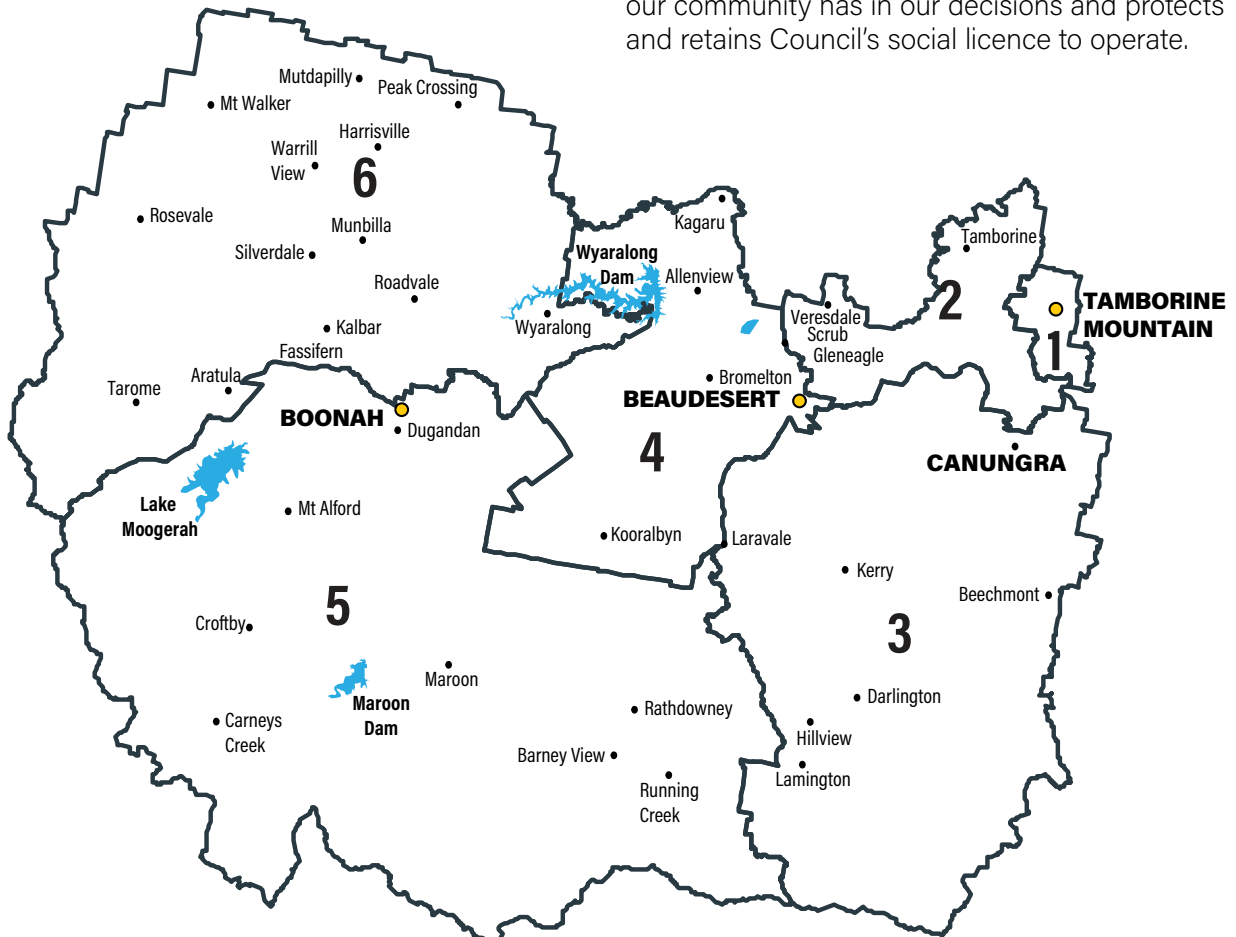 our community has in our decisions and protects
and retains Council’s social licence to operate.
Mutdapilly
Peak Crossing
Mt Walker
Harrisville
Warrill
View
6
Rosevale
Munbilla
Silverdale
Roadvale
Kalbar
Fassifern
Aratula
Tarome
Kagaru
Wyaralong
Dam
Allenview
Wyaralong
Tamborine
2
Veresdale
Scrub
Gleneagle
TAMBORINE
MOUNTAIN
1
Bromelton
BEAUDESERT
BOONAH
Dugandan
4
CANUNGRA
Lake
Moogerah
Mt Alford
Kooralbyn
Laravale
Kerry
Beechmont
5
3
Croftby
Maroon
Maroon
Dam
Carneys
Creek
Rathdowney
Barney View
Running
Creek
Darlington
Hillview
Lamington